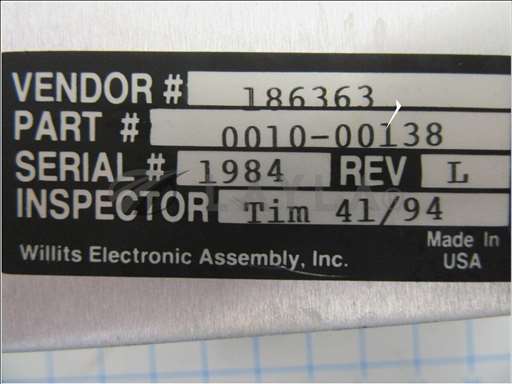 VENDOR # 186363
PART # 0010-00138
SERIAL # 1984 REV L
INSPECTOR Tim 41/94
Willits Electronic Assembly, Inc. Made In USA